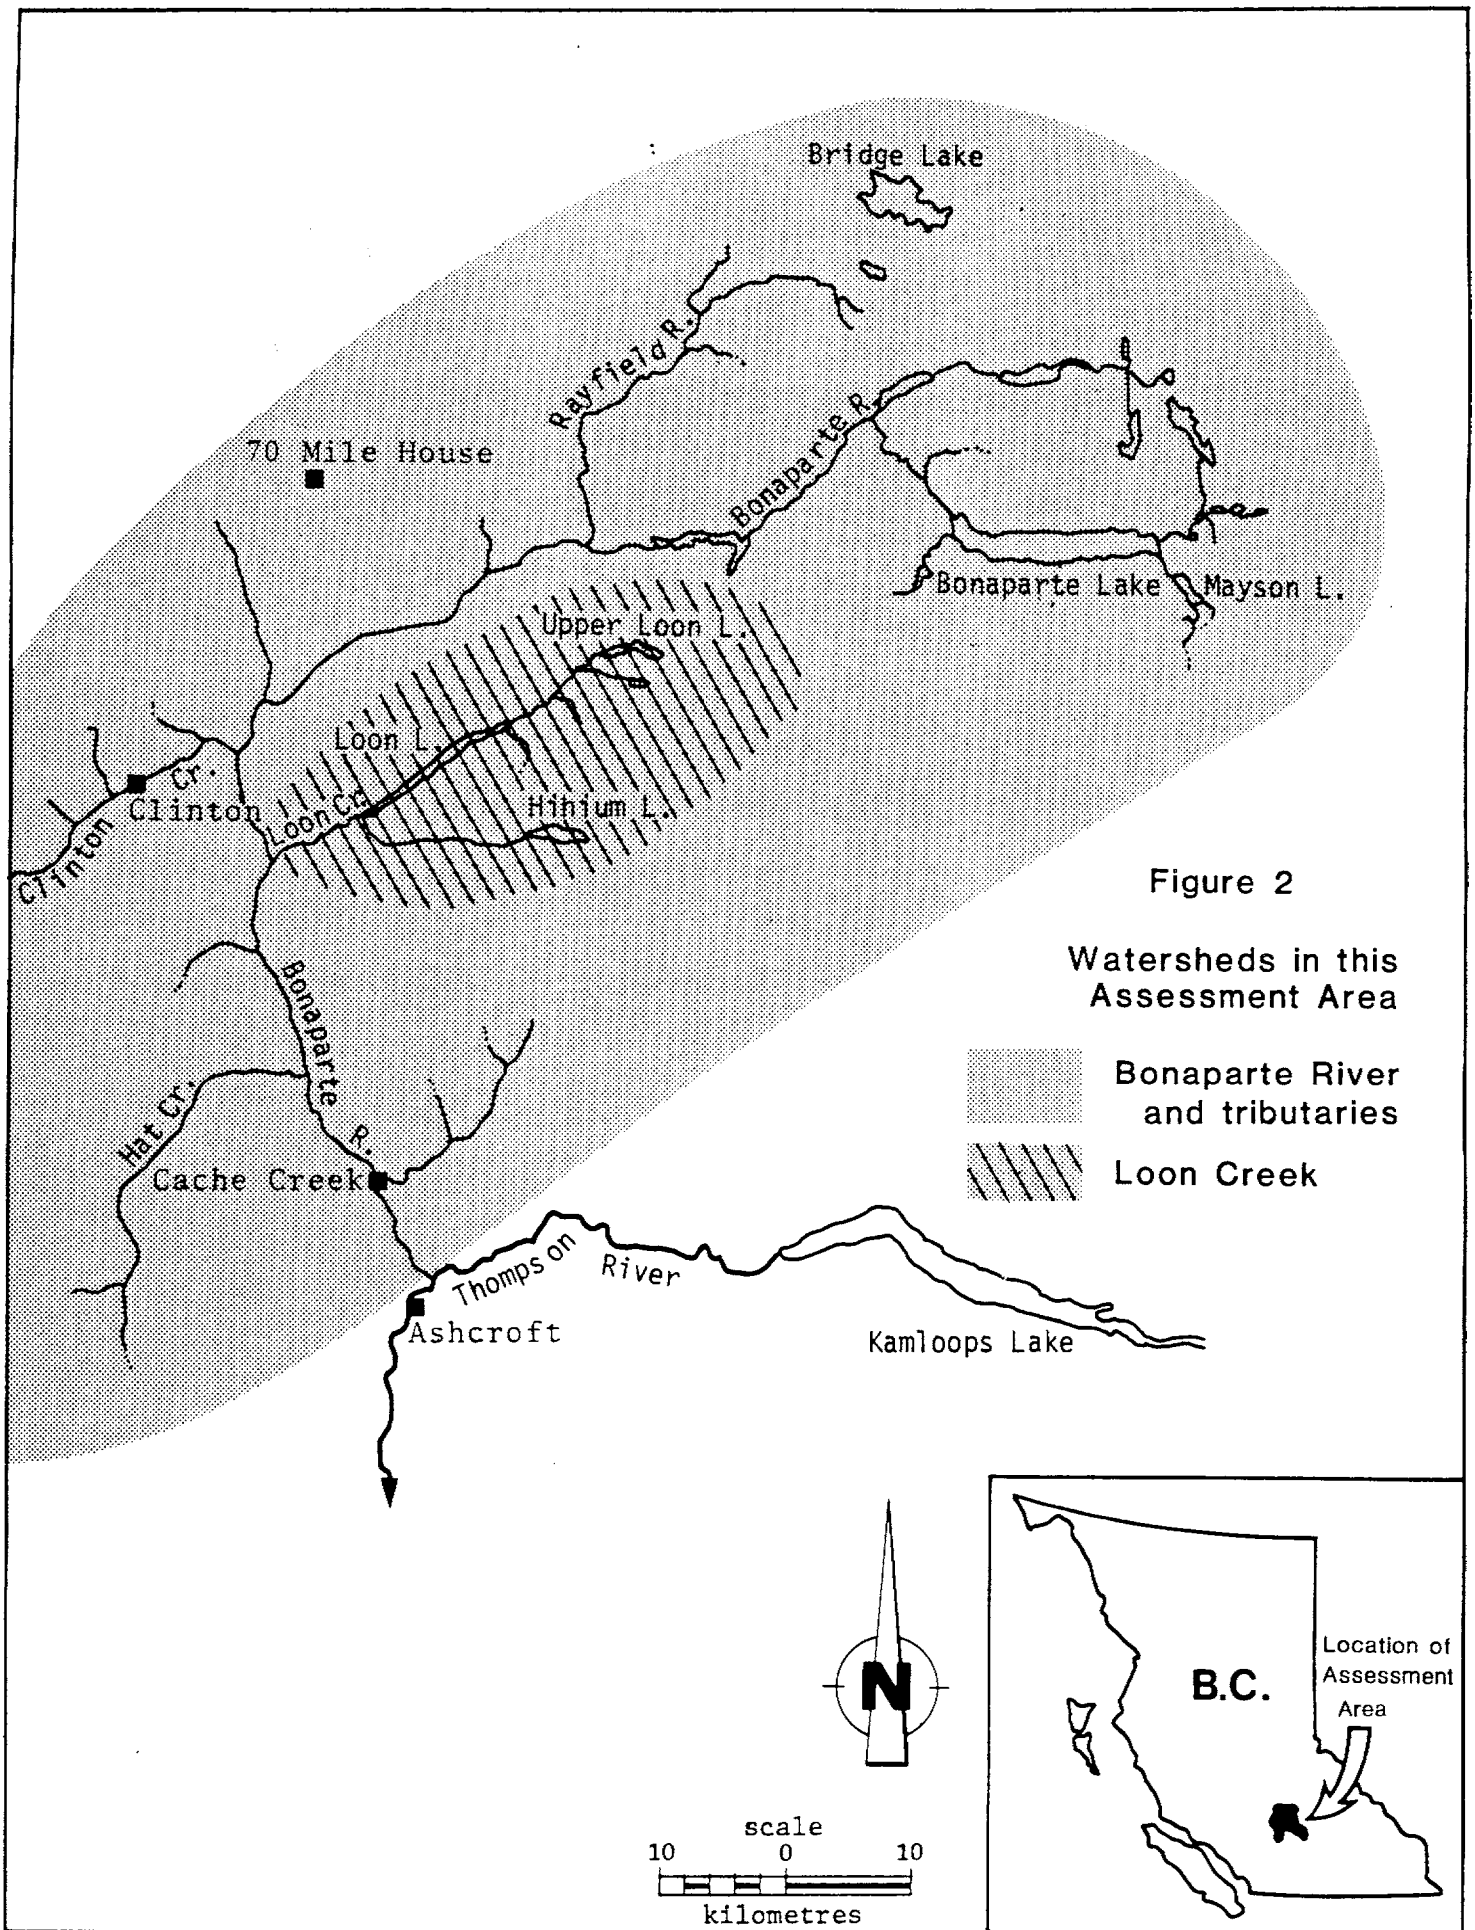 Bridge Lake
Rayfield R.
70 Mile House
Bonaparte R.
Bonaparte Lake
Mayson L.
Upper Loon L.
Loon L.
Cr.
Clinton
Loon Cr.
Hihium L.
Clinton
Figure 2
Watersheds in this
Assessment Area
Bonaparte River
and tributaries
Loon Creek
Bonaparte R.
Hat Cr.
Cache Creek
Thompson River
Ashcroft
Kamloops Lake
N
B.C.
Location of
Assessment
Area
scale
10 0 10
kilometres